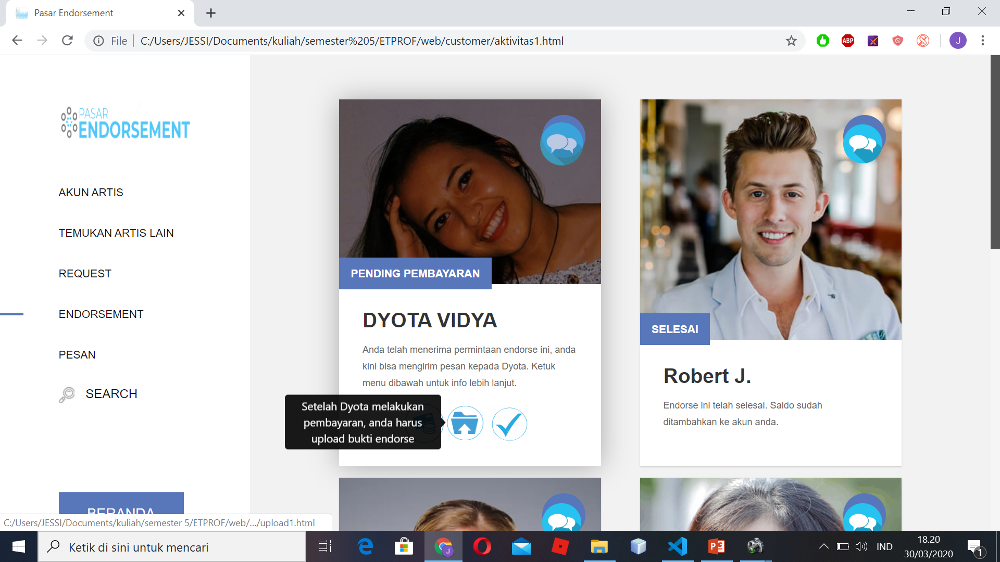 Pasar Endorsement
File
C:/Users/JESSI/Documents/kuliah/semester%205/ETPROF/web/customer/aktivitas1.html
ABP
J
PASAR
ENDORSEMENT
AKUN ARTIS
TEMUKAN ARTIS LAIN
REQUEST
ENDORSEMENT
PESAN
SEARCH
BERANDA
PENDING PEMBAYARAN
DYOTA VIDYA
Anda telah menerima permintaan endorse ini, anda
kini bisa mengirim pesan kepada Dyota. Ketuk
menu dibawah untuk info lebih lanjut.
Setelah Dyota melakukan
pembayaran, anda harus
upload bukti endorse
SELESAI
Robert J.
Endorse ini telah selesai. Saldo sudah
ditambahkan ke akun anda.
C:/Users/JESSI/Documents/kuliah/semester 5/ETPROF/web/.../upload1.html
Ketik di sini untuk mencari
J
IND
18.20
30/03/2020
1